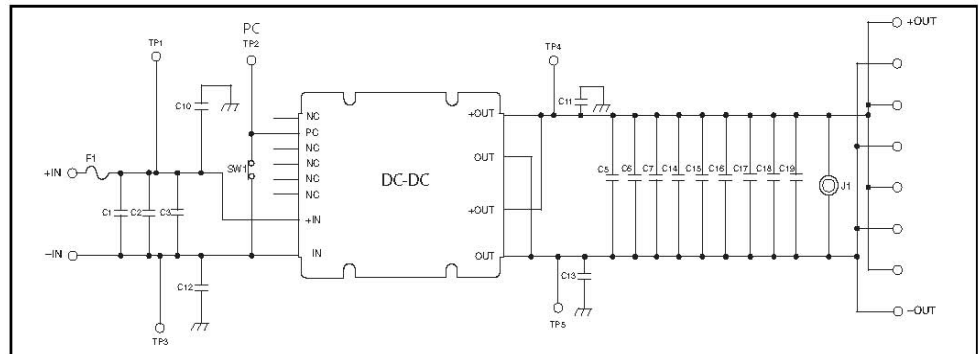 PC
TP1
TP2
TP4
+OUT
C10
C11
NC
PC
NC
NC
NC
NC
+IN
IN
+OUT
OUT
+OUT
OUT
DC-DC
F1
+IN
SW1
C1
C2
C3
-IN
C12
TP3
C5
C6
C7
C14
C15
C16
C17
C18
C19
J1
C13
TP5
-OUT